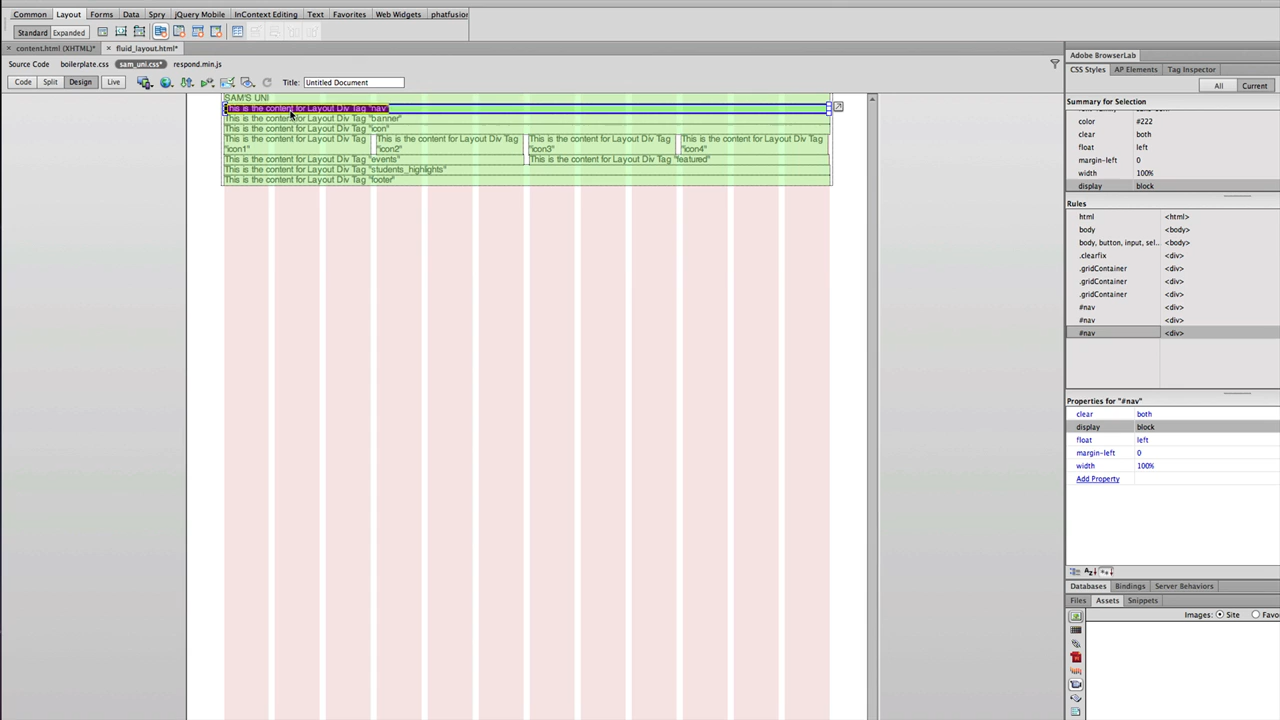 Common Layout Forms Data Spry jQuery Mobile InContext Editing Text Favorites Web Widgets phatfusion
Standard Expanded
× content.html (XHTML)* × fluid_layout.html*
Source Code boilerplate.css sam_uni.css* respond.min.js
Code Split Design Live Title: Untitled Document
SAM'S UNI
This is the content for Layout Div Tag "nav"
This is the content for Layout Div Tag "banner"
This is the content for Layout Div Tag "icon"
This is the content for Layout Div Tag "icon1"
This is the content for Layout Div Tag "icon2"
This is the content for Layout Div Tag "icon3"
This is the content for Layout Div Tag "icon4"
This is the content for Layout Div Tag "events"
This is the content for Layout Div Tag "featured"
This is the content for Layout Div Tag "students_highlights"
This is the content for Layout Div Tag "footer"
Adobe BrowserLab
CSS Styles AP Elements Tag Inspector
All Current
Summary for Selection
color #222
clear both
float left
margin-left 0
width 100%
display block
Rules
html <html>
body <body>
body, button, input, sel... <body>
.clearfix <div>
.gridContainer <div>
.gridContainer <div>
.gridContainer <div>
#nav <div>
#nav <div>
#nav <div>
Properties for "#nav"
clear both
display block
float left
margin-left 0
width 100%
Add Property
Databases Bindings Server Behaviors
Files Assets Snippets
Images: Site Favo